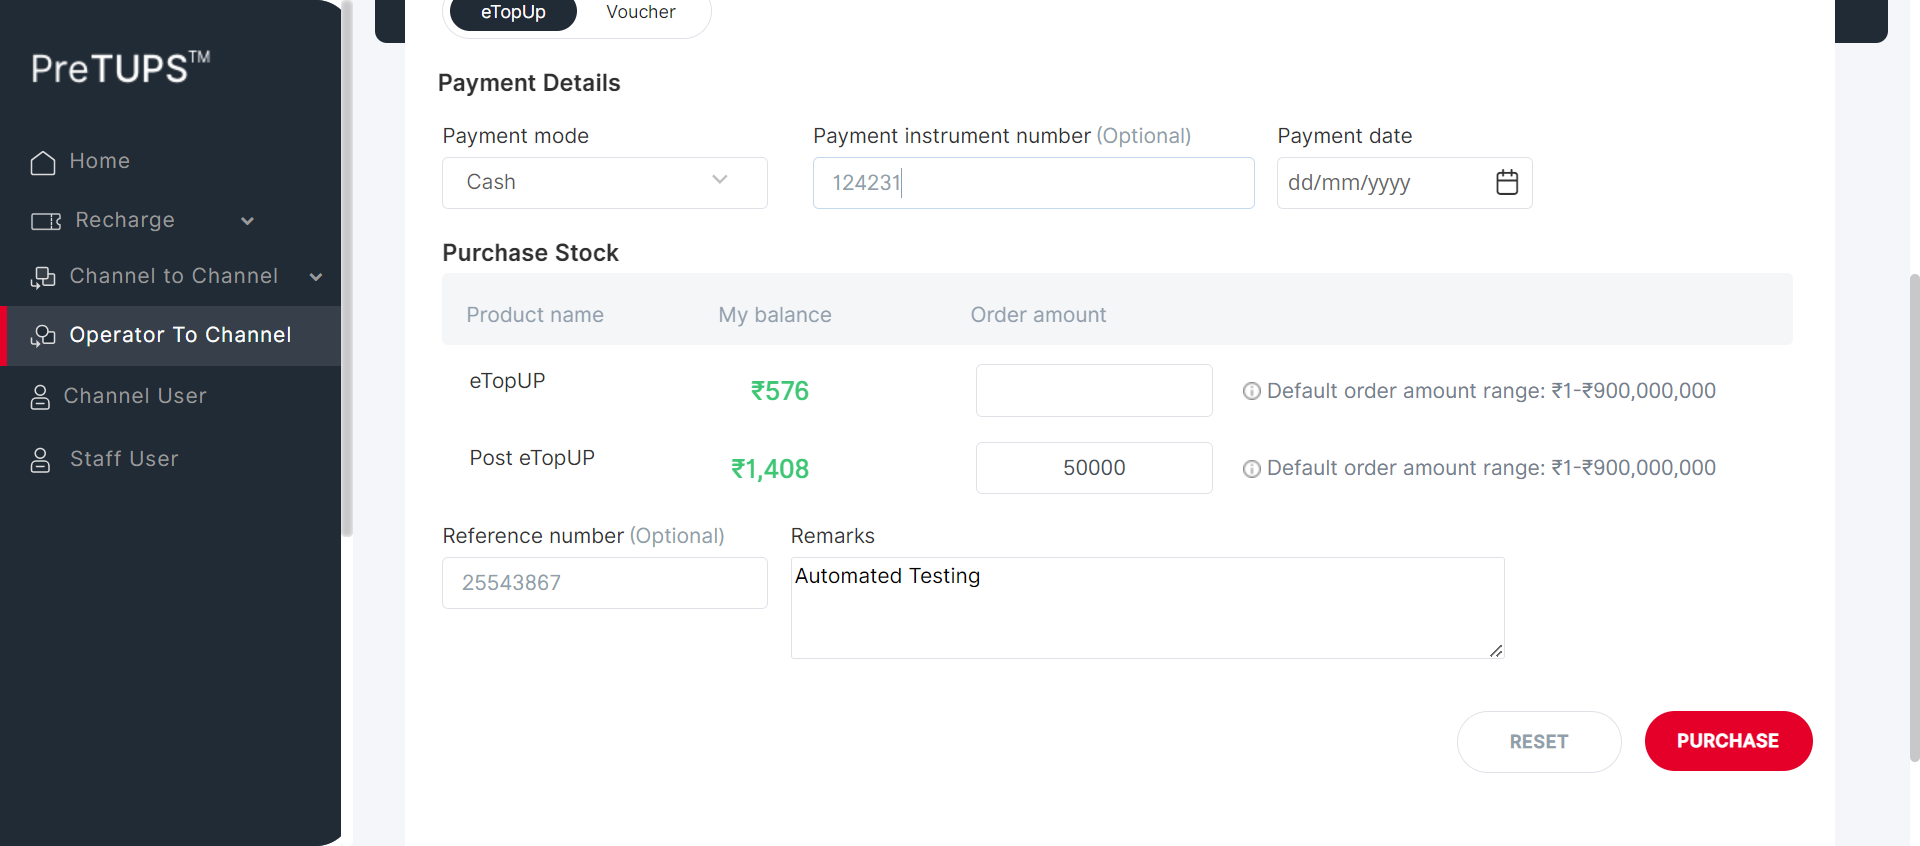 PreTUPS™
Home
Recharge
Channel to Channel
Operator To Channel
Channel User
Staff User
eTopUp Voucher
Payment Details
Payment mode Payment instrument number (Optional) Payment date
Cash 124231 dd/mm/yyyy
Purchase Stock
Product name My balance Order amount
eTopUP ₹576 Default order amount range: ₹1-₹900,000,000
Post eTopUP ₹1,408 50000 Default order amount range: ₹1-₹900,000,000
Reference number (Optional) Remarks
25543867 Automated Testing
RESET PURCHASE